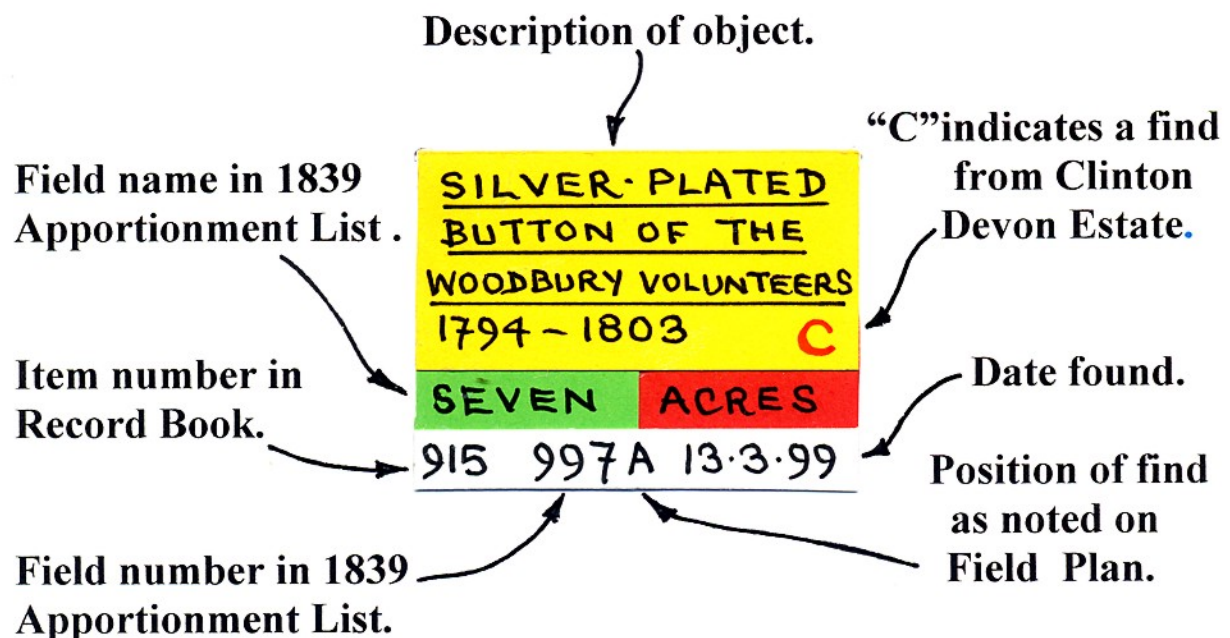 Description of object.
“C”indicates a find
from Clinton
Devon Estate.
Field name in 1839
Apportionment List .
SILVER-PLATED
BUTTON OF THE
WOODBURY VOLUNTEERS
1794 - 1803 C
SEVEN ACRES
Item number in
Record Book.
Date found.
915 997A 13.3.99
Position of find
as noted on
Field Plan.
Field number in 1839
Apportionment List.